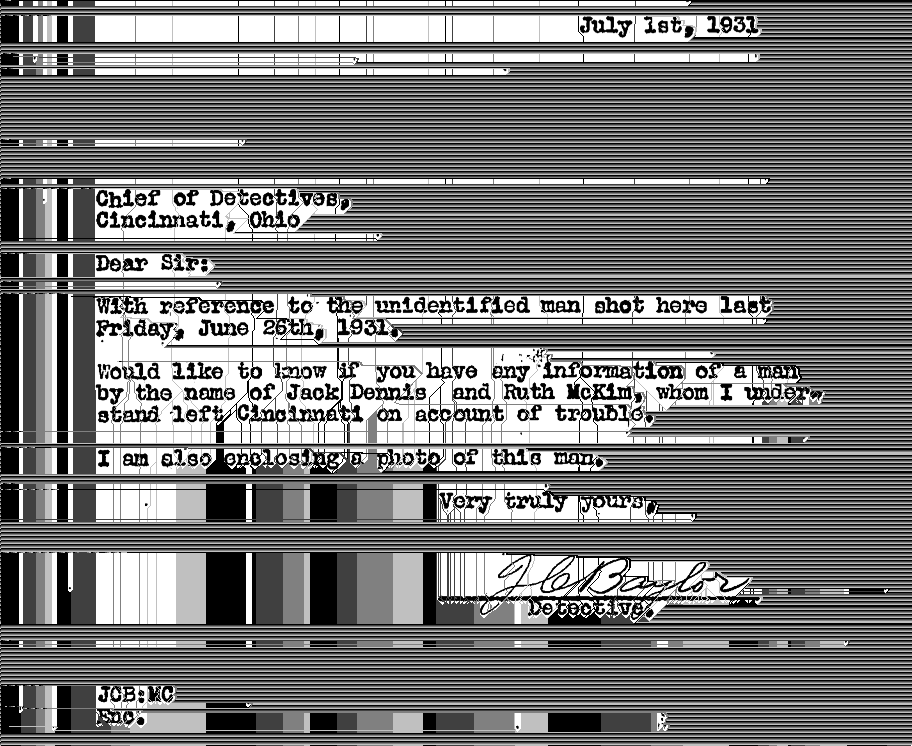 July 1st, 1931
Chief of Detectives,
Cincinnati, Ohio
Dear Sir:
With reference to the unidentified man shot here last
Friday, June 26th, 1931.
Would like to know if you have any information of a man
by the name of Jack Dennis and Ruth McKim, whom I under-
stand left Cincinnati on account of trouble.
I am also enclosing a photo of this man.
Very truly yours,
J C Baylor
Detective.
JCB:MC
Enc.